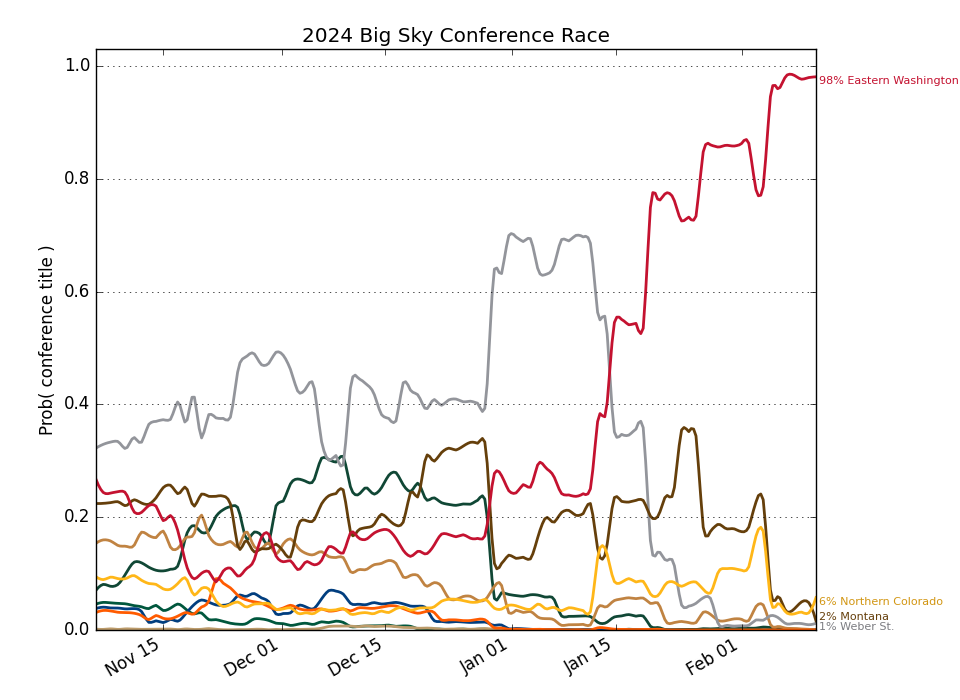 2024 Big Sky Conference Race
Prob( conference title )
1.0
0.8
0.6
0.4
0.2
0.0
Nov 15
Dec 01
Dec 15
Jan 01
Jan 15
Feb 01
98% Eastern Washington
6% Northern Colorado
2% Montana
1% Weber St.